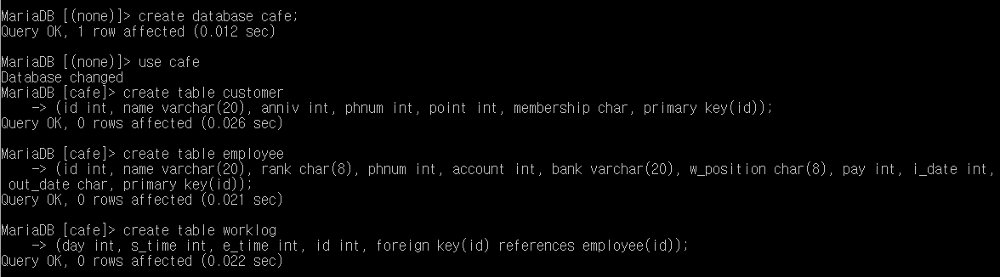 MariaDB [(none)]> create database cafe;
Query OK, 1 row affected (0.012 sec)
MariaDB [(none)]> use cafe
Database changed
MariaDB [cafe]> create table customer
    -> (id int, name varchar(20), anniv int, phnum int, point int, membership char, primary key(id));
Query OK, 0 rows affected (0.026 sec)
MariaDB [cafe]> create table employee
    -> (id int, name varchar(20), rank char(8), phnum int, account int, bank varchar(20), w_position char(8), pay int, i_date int,
 out_date char, primary key(id));
Query OK, 0 rows affected (0.021 sec)
MariaDB [cafe]> create table worklog
    -> (day int, s_time int, e_time int, id int, foreign key(id) references employee(id));
Query OK, 0 rows affected (0.022 sec)